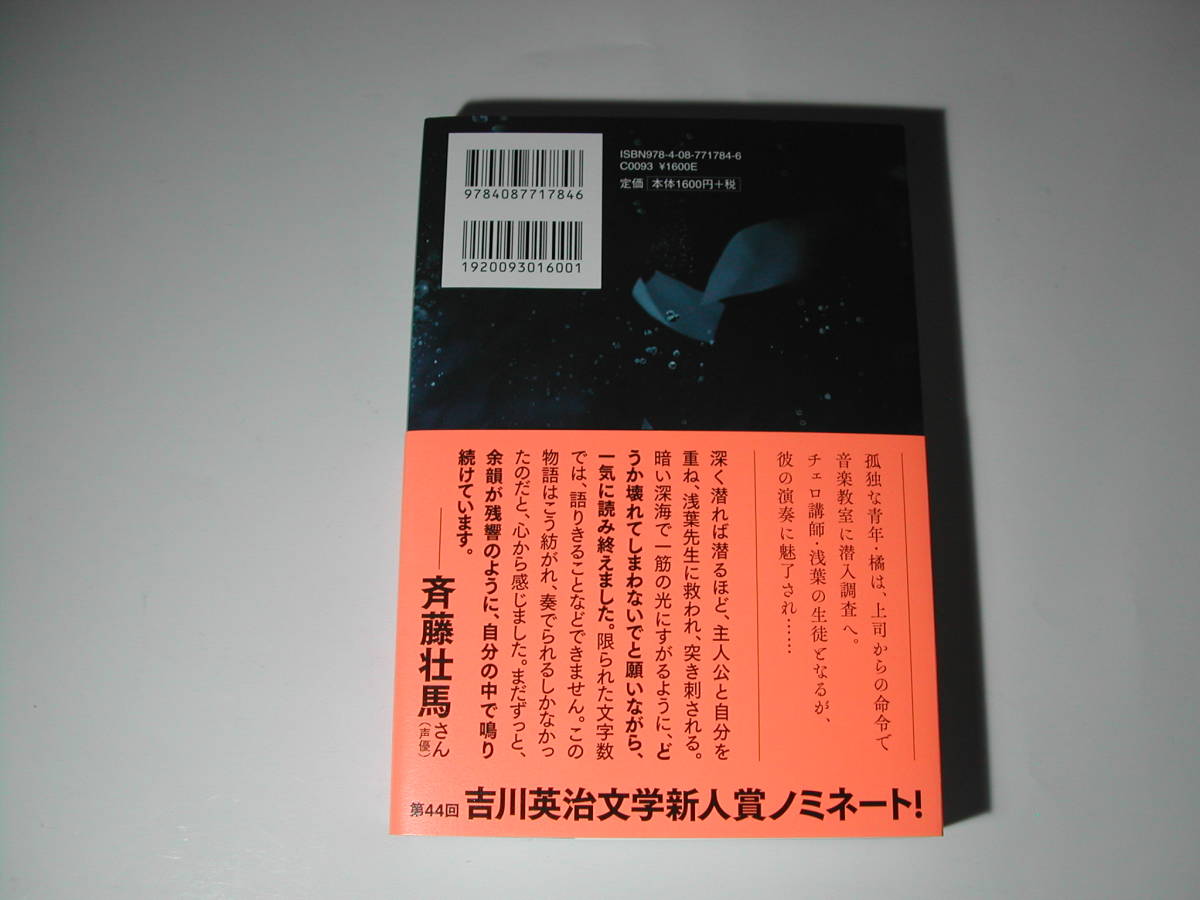 9784087717846
1920093016001
ISBN978-4-08-771784-6
C0093 ¥1600E
定価 本体1600円+税
孤独な青年・橘は、上司からの命令で
音楽教室に潜入調査へ。
チェロ講師・浅葉の生徒となるが、
彼の演奏に魅了され……
深く潜れば潜るほど、主人公と自分を
重ね、浅葉先生に救われ、突き刺される。
暗い深海で一筋の光にすがるように、ど
うか壊れてしまわないでと願いながら、
一気に読み終えました。限られた文字数
では、語りきることなどできません。この
物語はこう紡がれ、奏でられるしかなかっ
たのだと、心から感じました。まだずっと、
余韻が残響のように、自分の中で鳴り
続けています。
——斉藤壮馬さん(声優)
第44回 吉川英治文学新人賞ノミネート!